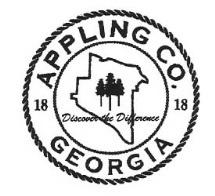 APPLING CO.
18 18
Discover the Difference
GEORGIA